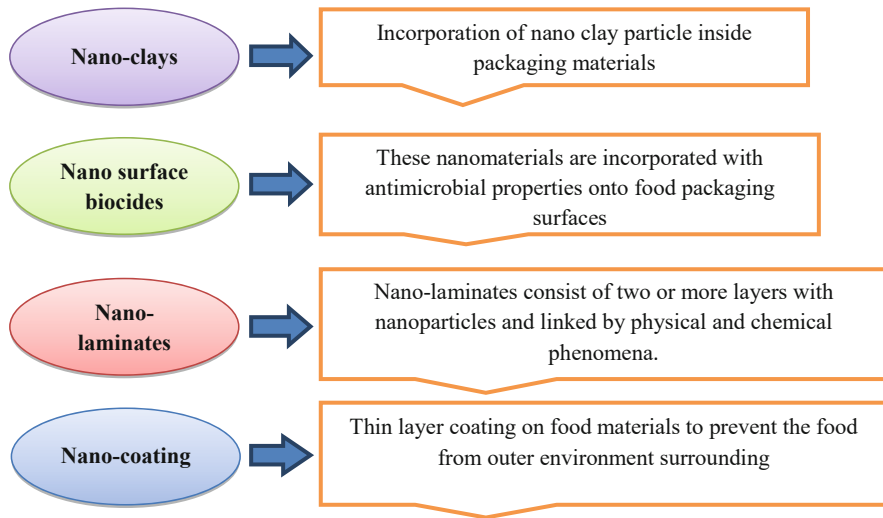 Nano-clays
Incorporation of nano clay particle inside
packaging materials
Nano surface
biocides
These nanomaterials are incorporated with
antimicrobial properties onto food packaging
surfaces
Nano-
laminates
Nano-laminates consist of two or more layers with
nanoparticles and linked by physical and chemical
phenomena.
Nano-coating
Thin layer coating on food materials to prevent the food
from outer environment surrounding